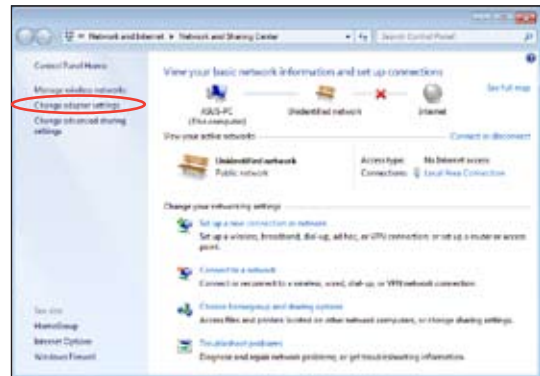 Network and Internet ▸ Network and Sharing Center
Search Control Panel
Control Panel Home
Manage wireless networks
Change adapter settings
Change advanced sharing
settings
See also
HomeGroup
Internet Options
Windows Firewall
View your basic network information and set up connections
See full map
ASUS-PC
(This computer)
Unidentified network
Internet
View your active networks
Connect or disconnect
Unidentified network
Public network
Access type: No Internet access
Connections: Local Area Connection
Change your networking settings
Set up a new connection or network
Set up a wireless, broadband, dial-up, ad hoc, or VPN connection; or set up a router or access
point.
Connect to a network
Connect or reconnect to a wireless, wired, dial-up, or VPN network connection.
Choose homegroup and sharing options
Access files and printers located on other network computers, or change sharing settings.
Troubleshoot problems
Diagnose and repair network problems, or get troubleshooting information.